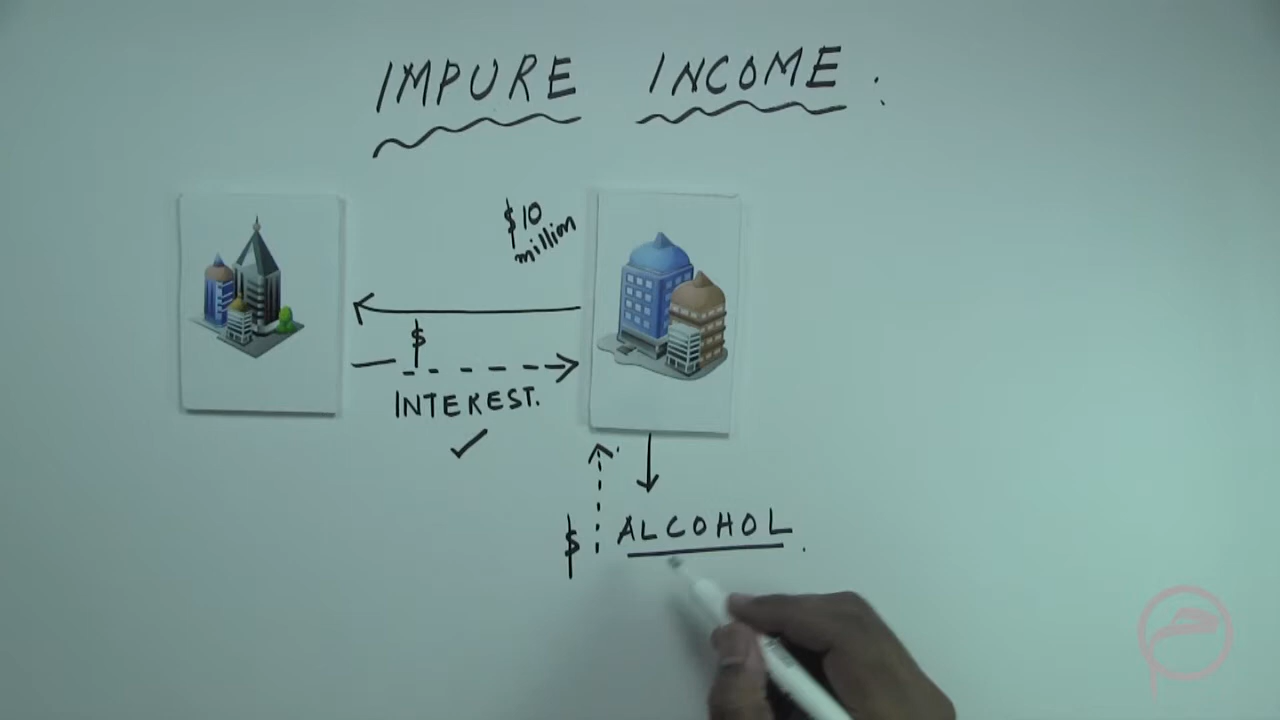 IMPURE INCOME.
$10
million
$
INTEREST.
$ ALCOHOL.